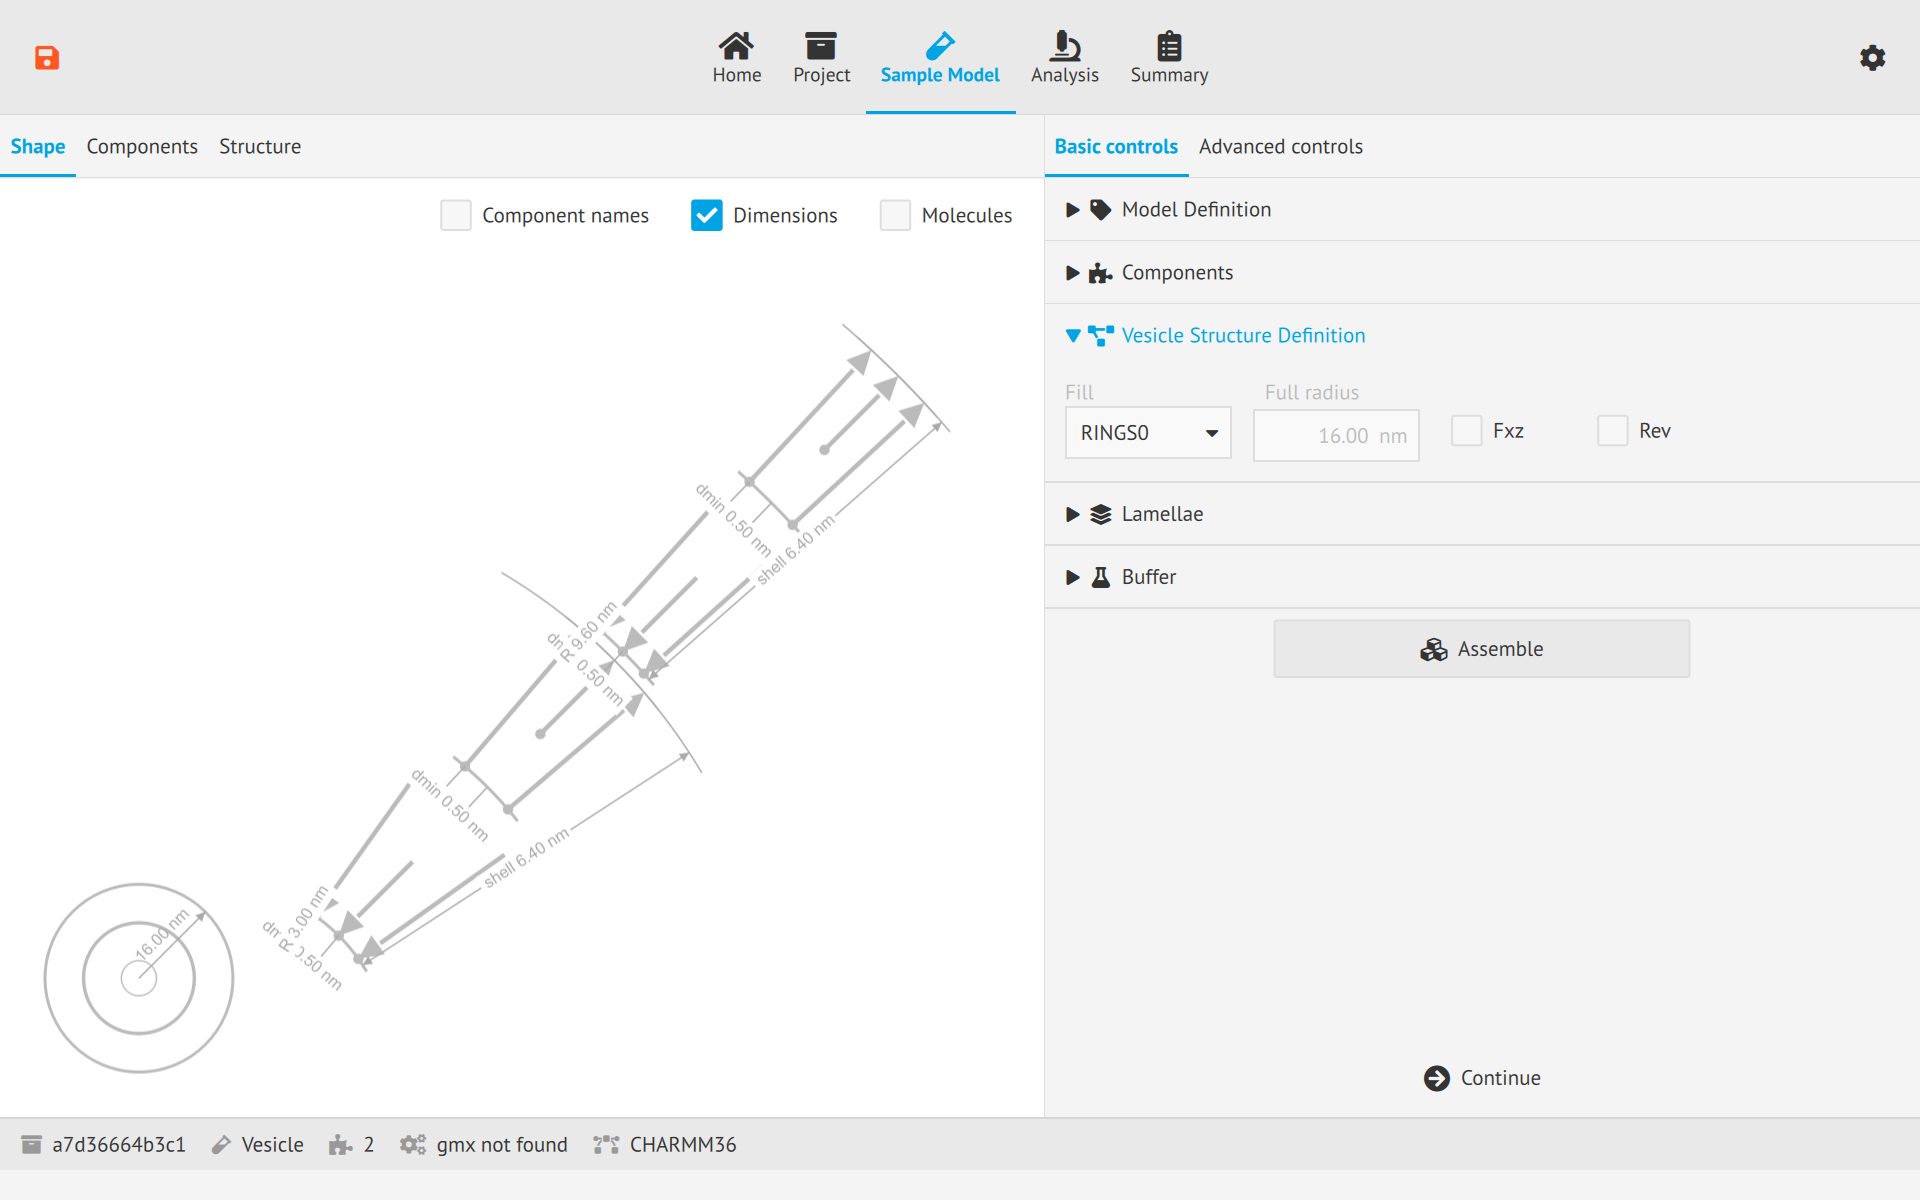 Home
Project
Sample Model
Analysis
Summary
Shape
Components
Structure
Basic controls
Advanced controls
Component names
Dimensions
Molecules
Model Definition
Components
Vesicle Structure Definition
Fill
Full radius
RINGS0
16.00 nm
Fxz
Rev
Lamellae
Buffer
Assemble
Continue
dmin 0.50 nm
shell 6.40 nm
R 9.60 nm
0.50 nm
dmin 0.50 nm
shell 6.40 nm
R 3.00 nm
16.00 nm
a7d36664b3c1
Vesicle
2
gmx not found
CHARMM36